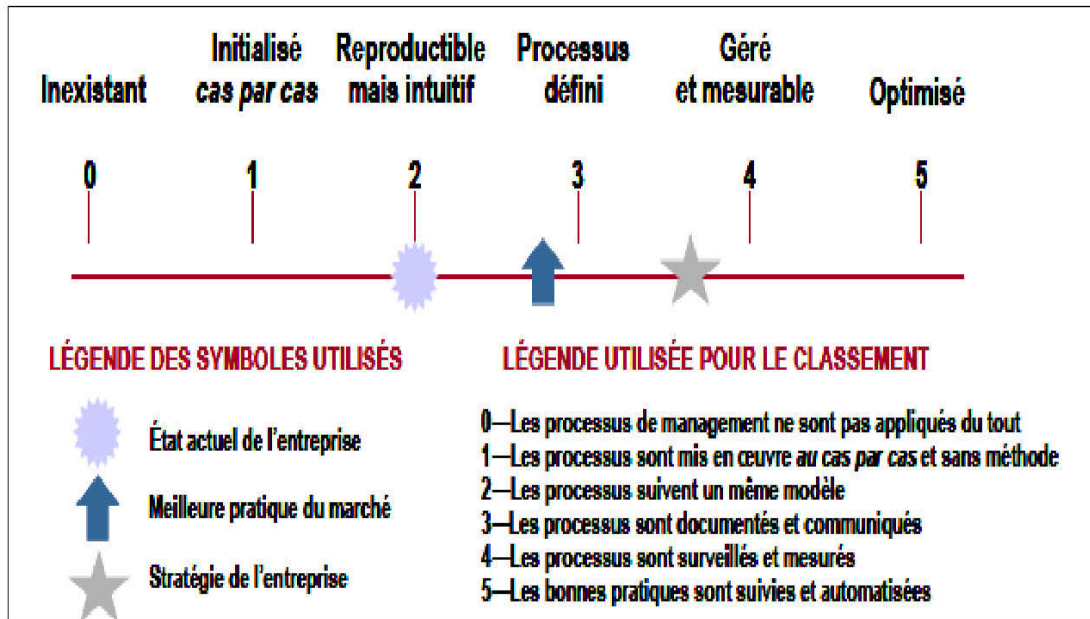 Inexistant
Initialisé
cas par cas
Reproductible
mais intuitif
Processus
défini
Géré
et mesurable
Optimisé
0 1 2 3 4 5
LÉGENDE DES SYMBOLES UTILISÉS
État actuel de l'entreprise
Meilleure pratique du marché
Stratégie de l'entreprise
LÉGENDE UTILISÉE POUR LE CLASSEMENT
0—Les processus de management ne sont pas appliqués du tout
1—Les processus sont mis en œuvre au cas par cas et sans méthode
2—Les processus suivent un même modèle
3—Les processus sont documentés et communiqués
4—Les processus sont surveillés et mesurés
5—Les bonnes pratiques sont suivies et automatisées